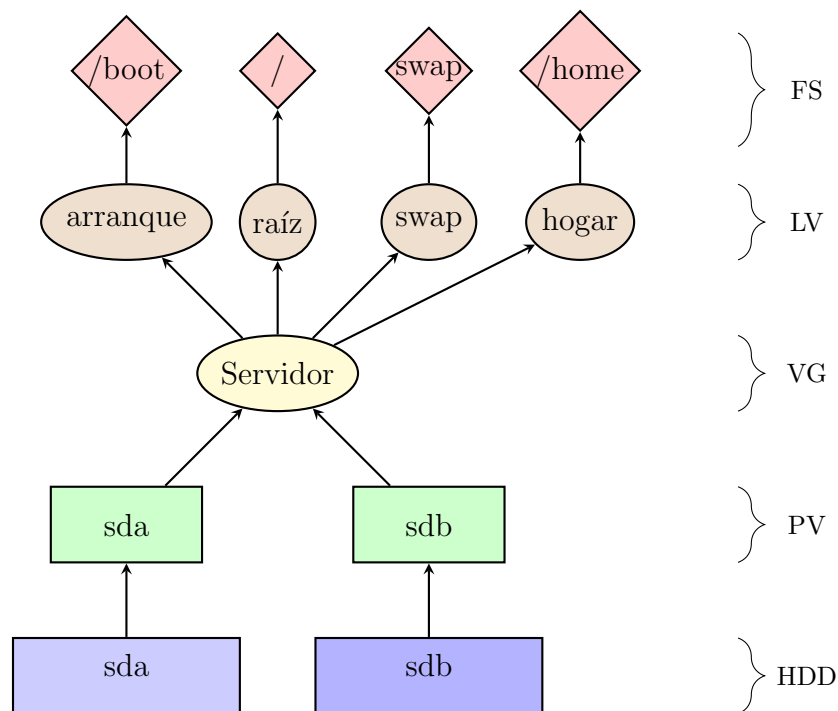 /boot
/
swap
/home
FS
arranque
raíz
swap
hogar
LV
Servidor
VG
sda
sdb
PV
sda
sdb
HDD